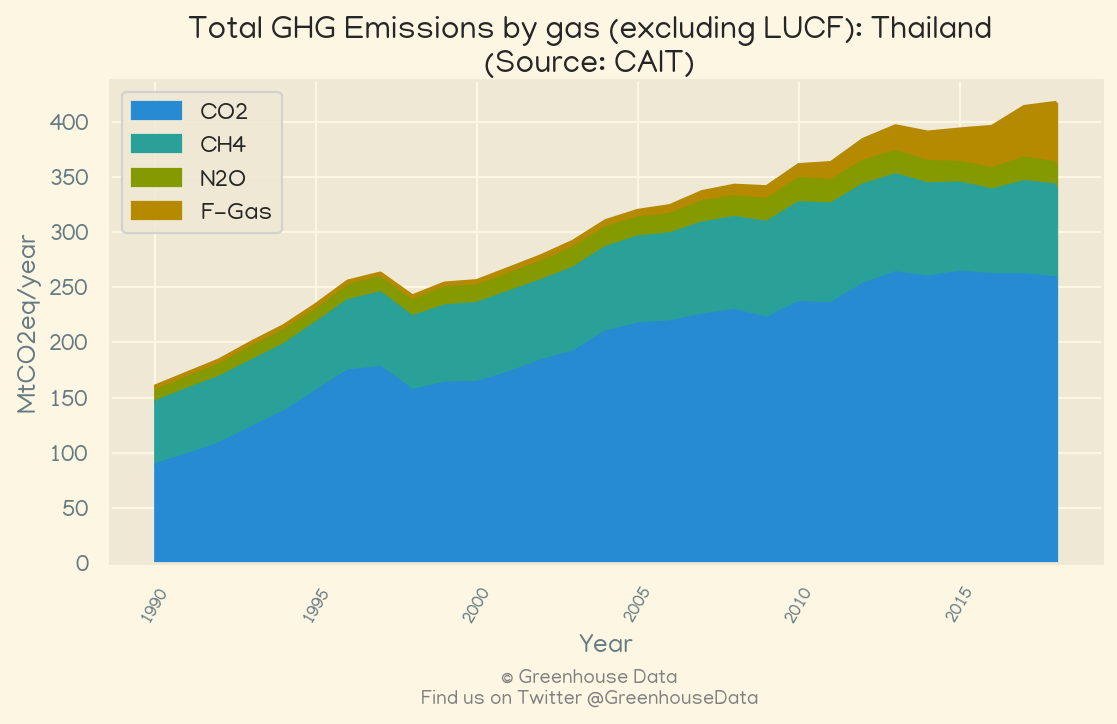 Total GHG Emissions by gas (excluding LUCF): Thailand
(Source: CAIT)
CO2
CH4
N2O
F-Gas
400
350
300
250
200
150
100
50
0
MtCO2eq/year
1990
1995
2000
2005
2010
2015
Year
© Greenhouse Data
Find us on Twitter @GreenhouseData